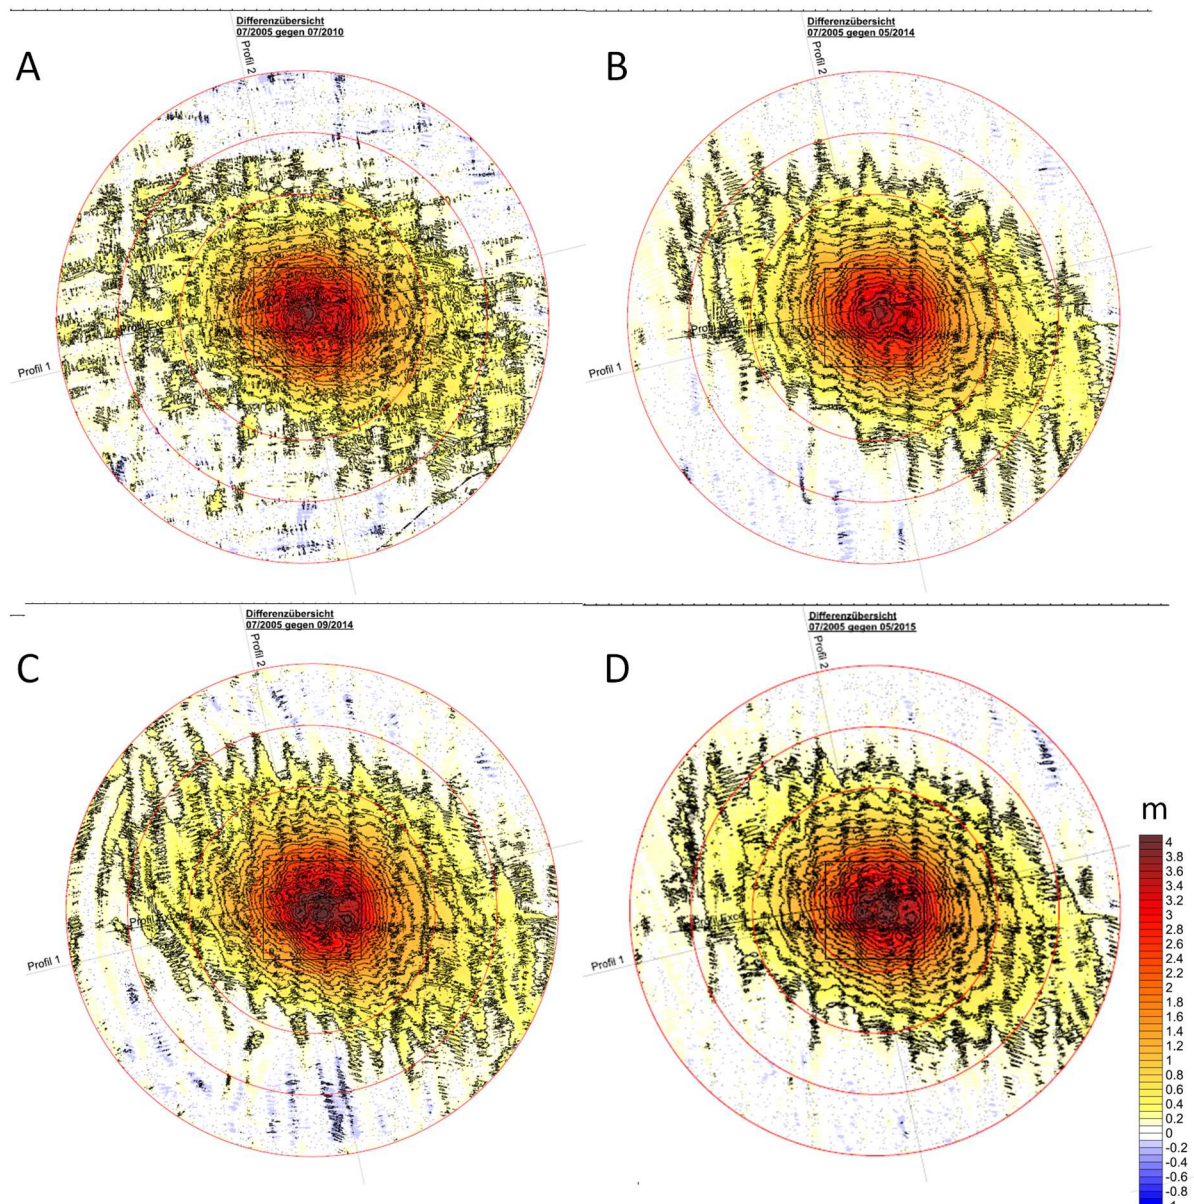 Differenzübersicht
07/2005 gegen 07/2010
A
Profil 2
Profil 1
Differenzübersicht
07/2005 gegen 05/2014
B
Profil 2
Profil 1
Differenzübersicht
07/2005 gegen 09/2014
C
Profil 2
Profil 1
Differenzübersicht
07/2005 gegen 05/2015
D
Profil 2
Profil 1
m
4
3.8
3.6
3.4
3.2
3
2.8
2.6
2.4
2.2
2
1.8
1.6
1.4
1.2
1
0.8
0.6
0.4
0.2
0
-0.2
-0.4
-0.6
-0.8